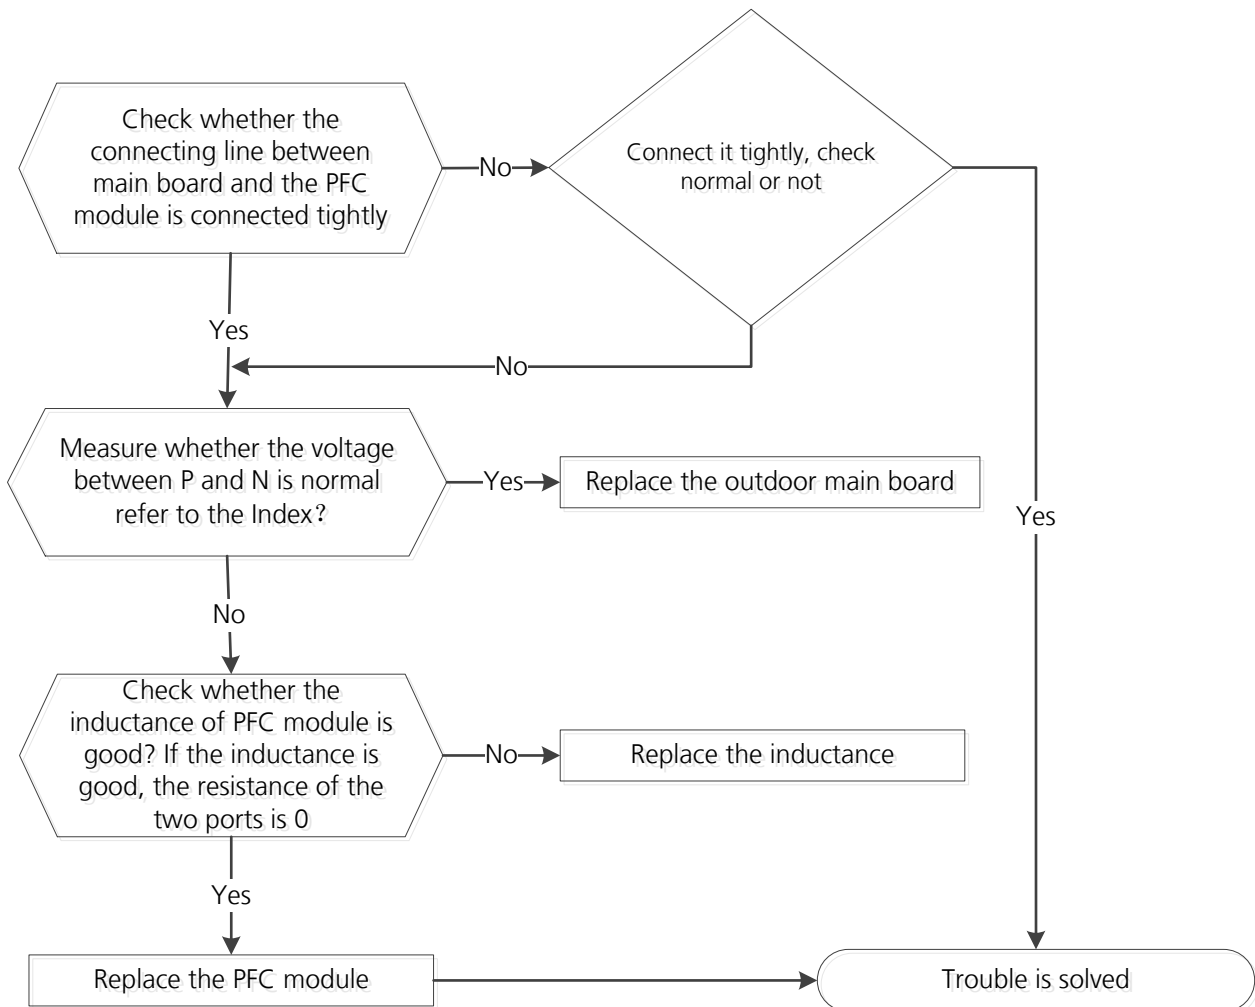 Check whether the
connecting line between
main board and the PFC
module is connected tightly
No
Connect it tightly, check
normal or not
Yes
No
Measure whether the voltage
between P and N is normal
refer to the Index?
Yes
Replace the outdoor main board
Yes
No
Check whether the
inductance of PFC module is
good? If the inductance is
good, the resistance of the
two ports is 0
No
Replace the inductance
Yes
Replace the PFC module
Trouble is solved